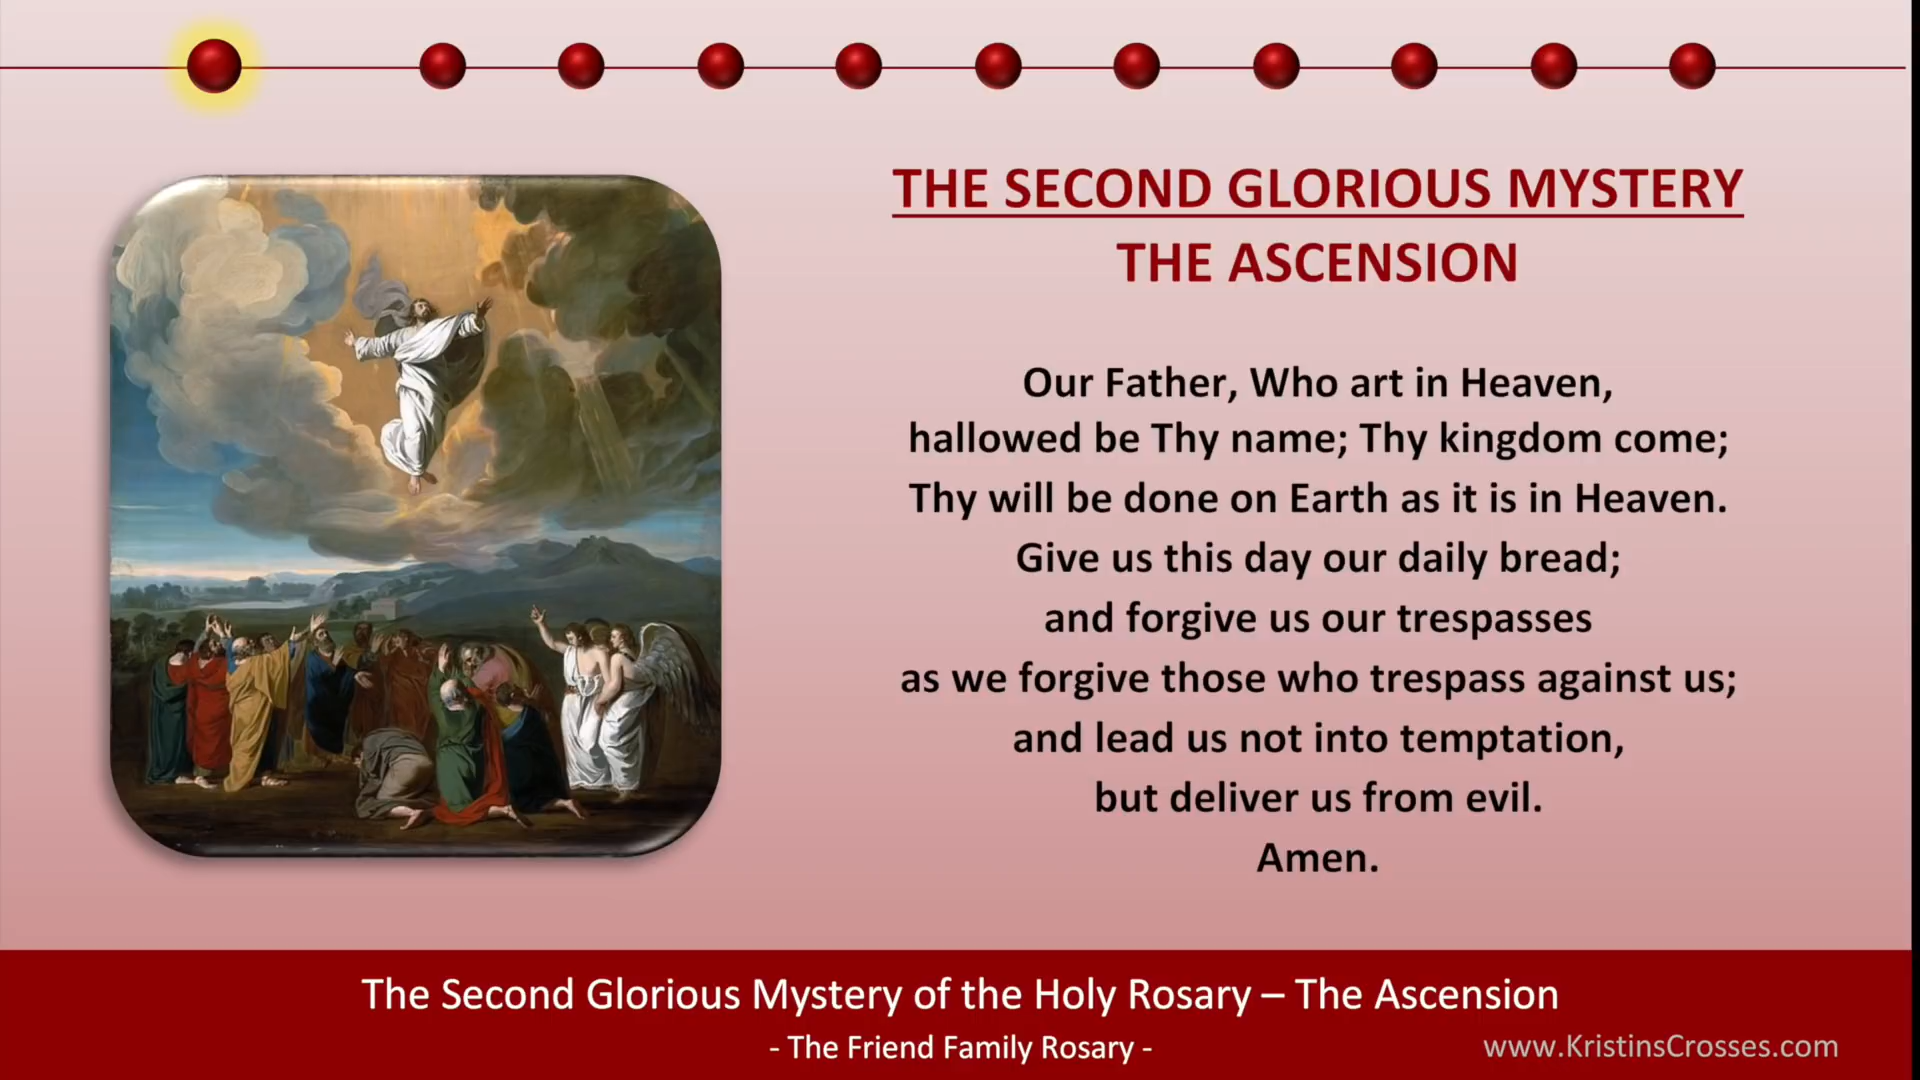 THE SECOND GLORIOUS MYSTERY
THE ASCENSION
Our Father, Who art in Heaven,
hallowed be Thy name; Thy kingdom come;
Thy will be done on Earth as it is in Heaven.
Give us this day our daily bread;
and forgive us our trespasses
as we forgive those who trespass against us;
and lead us not into temptation,
but deliver us from evil.
Amen.
The Second Glorious Mystery of the Holy Rosary – The Ascension
- The Friend Family Rosary -
www.KristinsCrosses.com